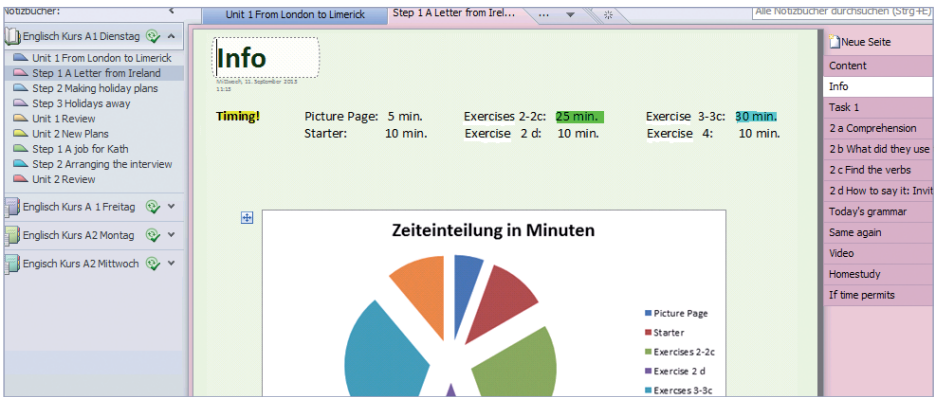 Notizbücher:
Unit 1 From London to Limerick
Step 1 A Letter from Irel...
...
Alle Notizbücher durchsuchen (Strg+E)
Englisch Kurs A1 Dienstag
Unit 1 From London to Limerick
Step 1 A Letter from Ireland
Step 2 Making holiday plans
Step 3 Holidays away
Unit 1 Review
Unit 2 New Plans
Step 1 A job for Kath
Step 2 Arranging the interview
Unit 2 Review
Englisch Kurs A 1 Freitag
Englisch Kurs A2 Montag
Engisch Kurs A2 Mittwoch
Info
Mittwoch, 11. September 2013
11:13
Timing! Picture Page: 5 min. Exercises 2-2c: 25 min. Exercise 3-3c: 30 min.
Starter: 10 min. Exercise 2 d: 10 min. Exercise 4: 10 min.
Zeiteinteilung in Minuten
Picture Page
Starter
Exercises 2-2c
Exercise 2 d
Exercses 3-3c
Neue Seite
Content
Info
Task 1
2 a Comprehension
2 b What did they use
2 c Find the verbs
2 d How to say it: Invit
Today's grammar
Same again
Video
Homestudy
If time permits